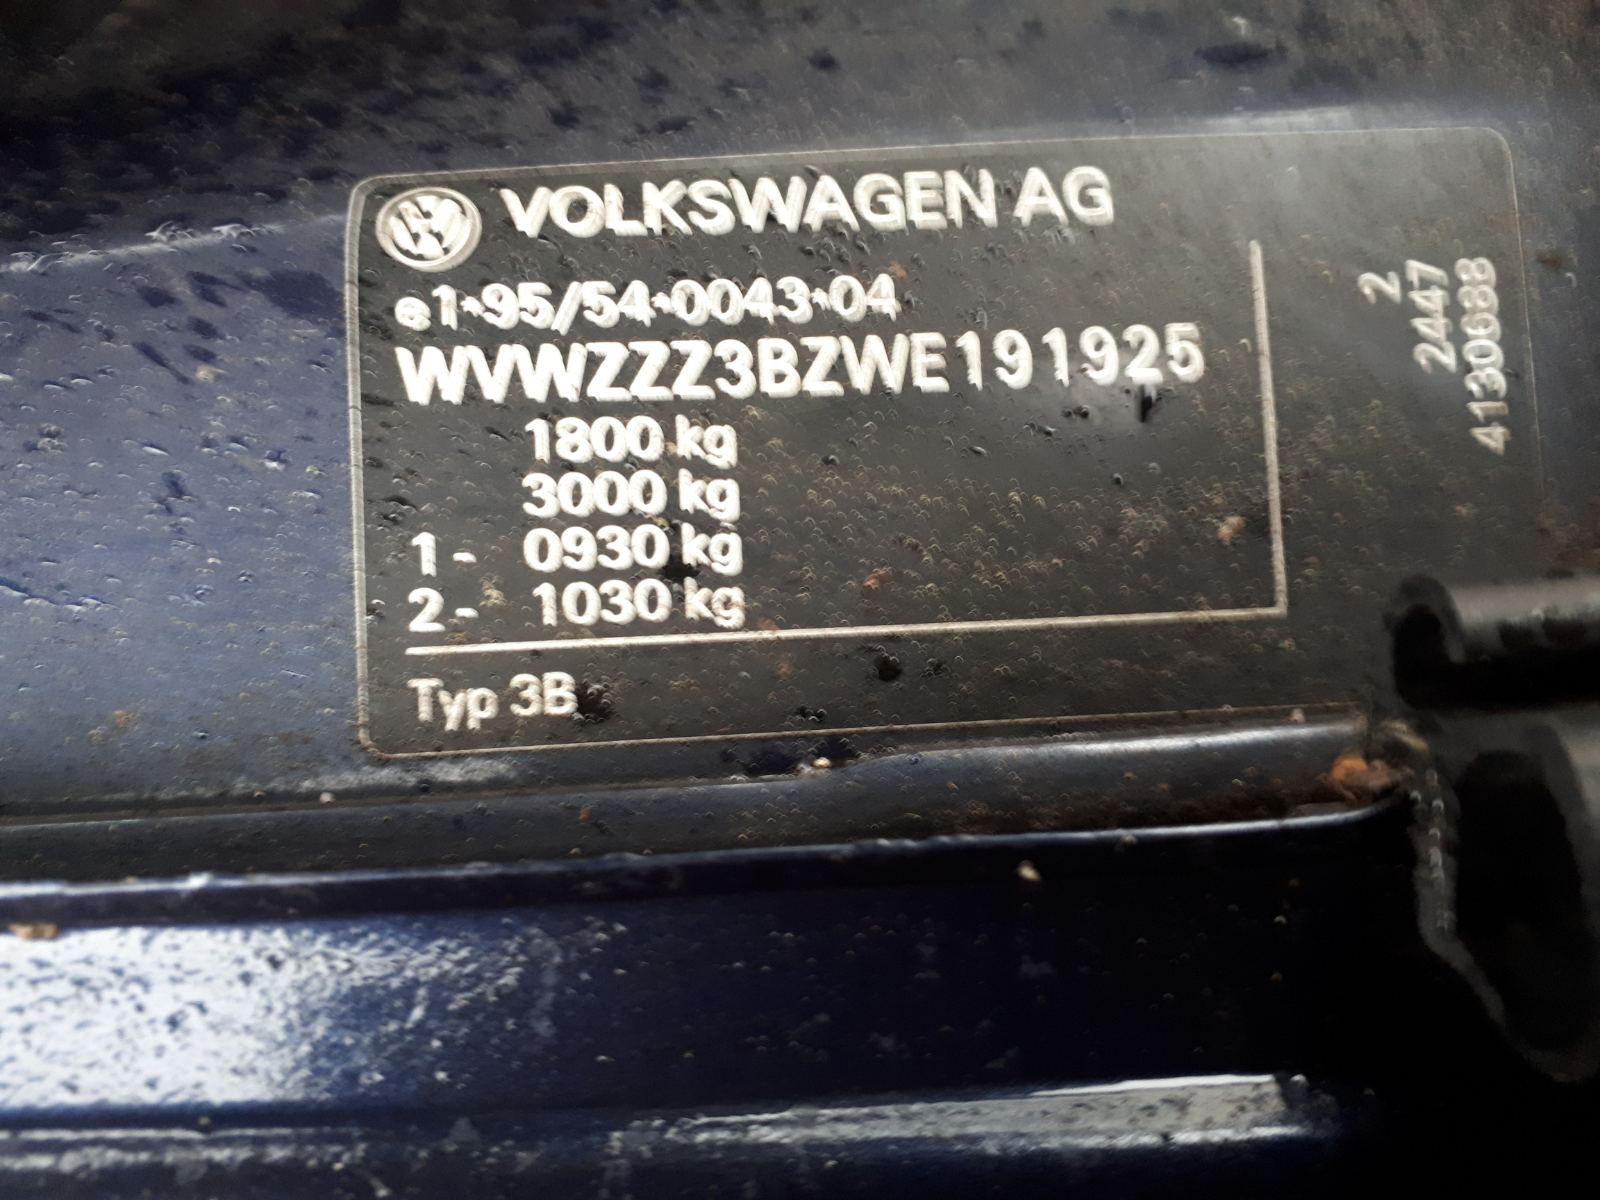 VOLKSWAGEN AG
e1*95/54*0043*04
WVWZZZ3BZWE191925
1800 kg
3000 kg
1- 0930 kg
2- 1030 kg
Typ 3B
2
2447
4130688